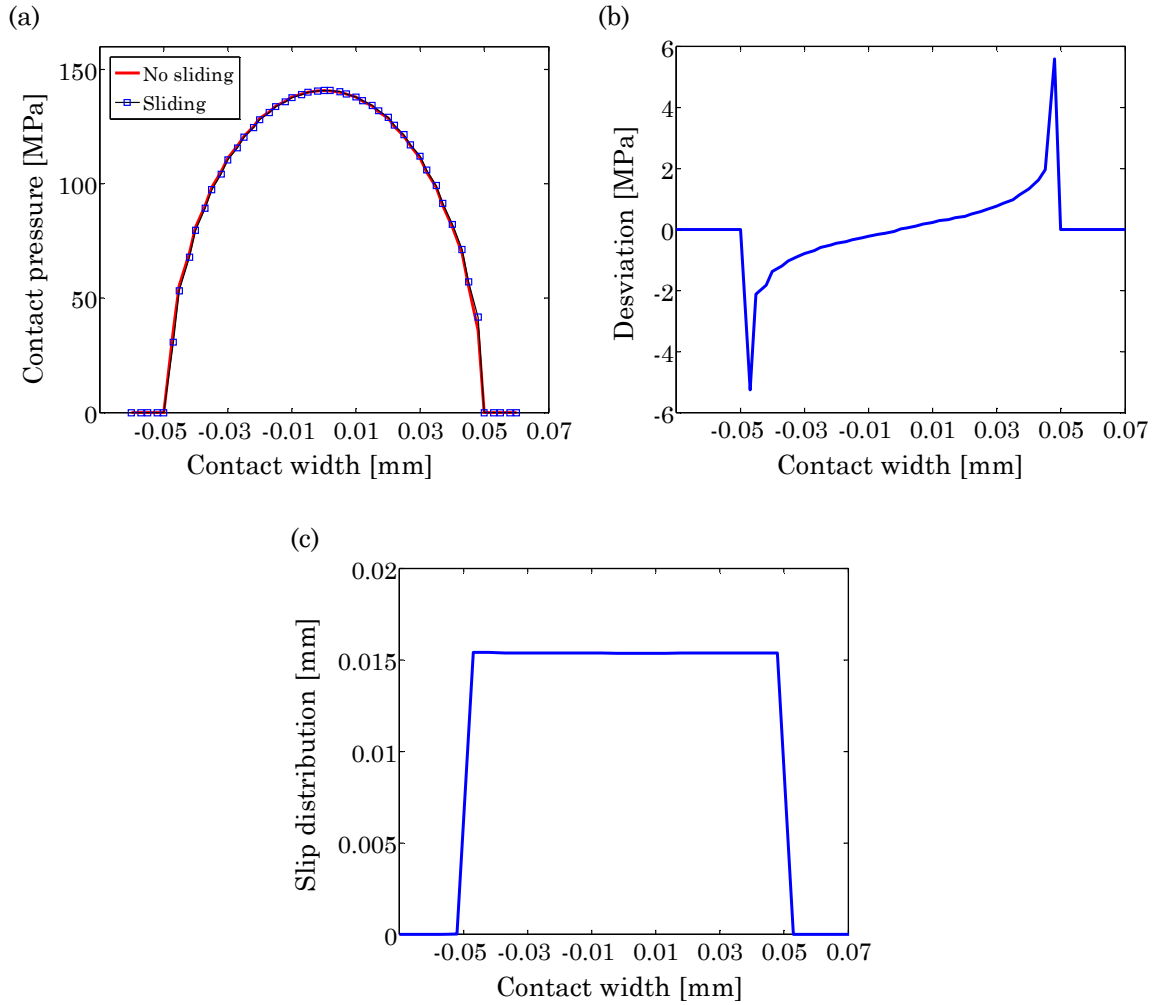 (a)
150
100
50
0
Contact pressure [MPa]
No sliding
Sliding
-0.05 -0.03 -0.01 0.01 0.03 0.05 0.07
Contact width [mm]
(b)
6
4
2
0
-2
-4
-6
Desviation [MPa]
-0.05 -0.03 -0.01 0.01 0.03 0.05 0.07
Contact width [mm]
(c)
0.02
0.015
0.01
0.005
0
Slip distribution [mm]
-0.05 -0.03 -0.01 0.01 0.03 0.05 0.07
Contact width [mm]